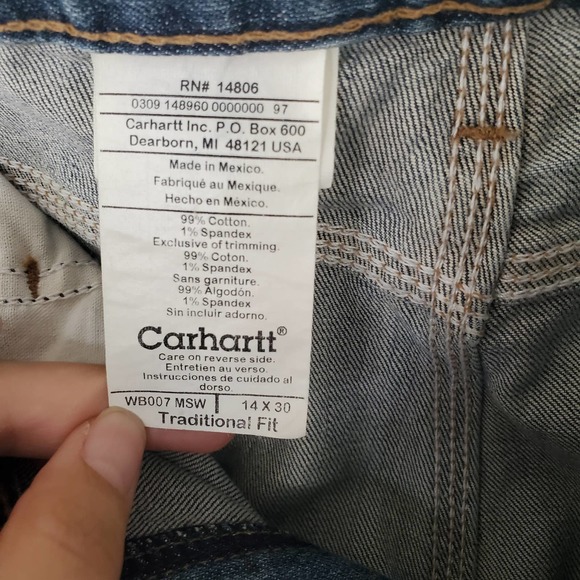 RN# 14806
0309 148960 0000000 97
Carhartt Inc. P.O. Box 600
Dearborn, MI 48121 USA
Made in Mexico.
Fabriqué au Mexique.
Hecho en Mexico.
99% Cotton.
1% Spandex
Exclusive of trimming.
99% Coton.
1% Spandex
Sans garniture.
99% Algodón.
1% Spandex
Sin incluir adorno.
Carhartt®
Care on reverse side.
Entretien au verso.
Instrucciones de cuidado al
dorso.
WB007 MSW | 14 X 30
Traditional Fit